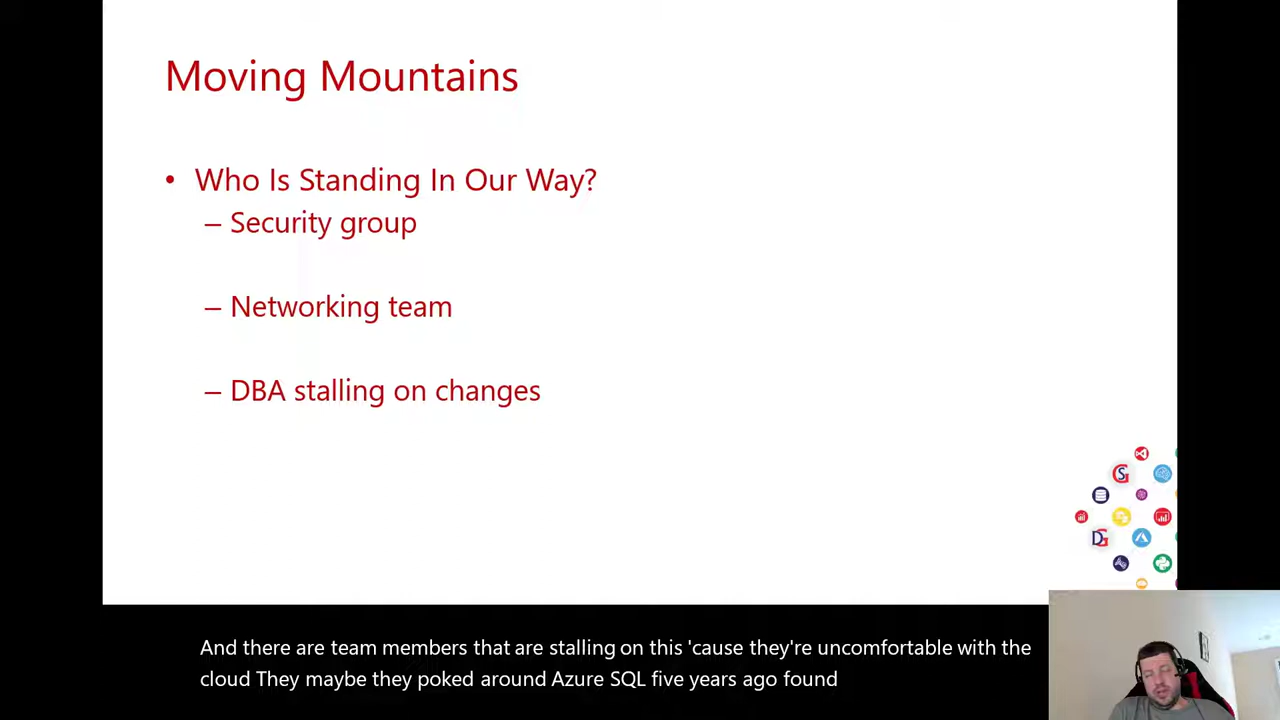 Moving Mountains
• Who Is Standing In Our Way?
– Security group
– Networking team
– DBA stalling on changes
SG
DG
And there are team members that are stalling on this 'cause they're uncomfortable with the
cloud They maybe they poked around Azure SQL five years ago found